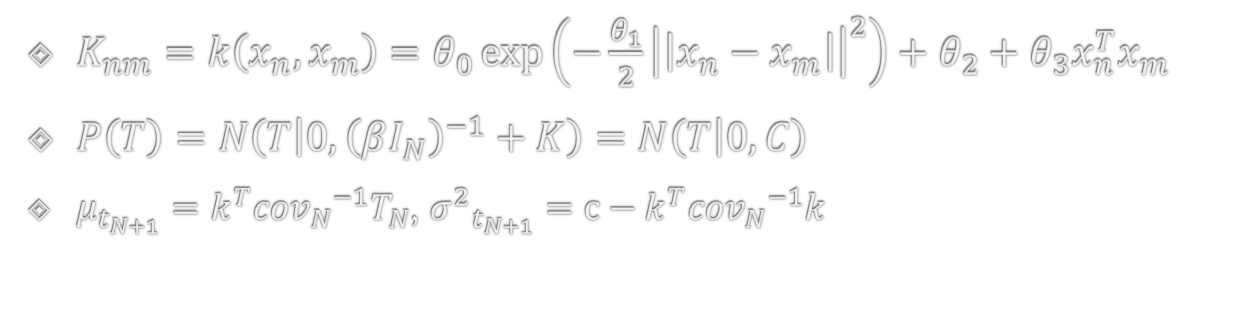 ❖ K_{nm} = k(x_n, x_m) = θ_0 exp(−\frac{θ_1}{2}||x_n − x_m||^2) + θ_2 + θ_3 x_n^T x_m
❖ P(T) = N(T|0, (βI_N)^{−1} + K) = N(T|0, C)
❖ μ_{t_{N+1}} = k^T cov_N^{−1} T_N, σ^2_{t_{N+1}} = c − k^T cov_N^{−1} k